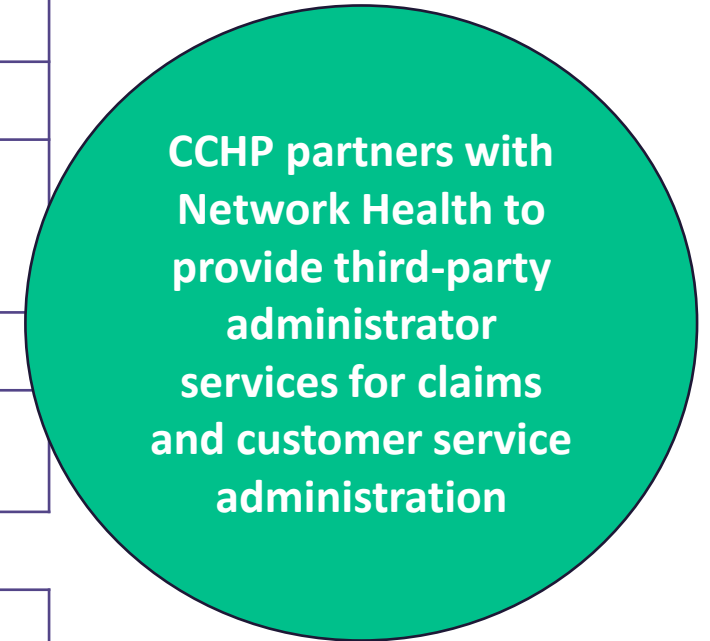 CCHP partners with
Network Health to
provide third-party
administrator
services for claims
and customer service
administration